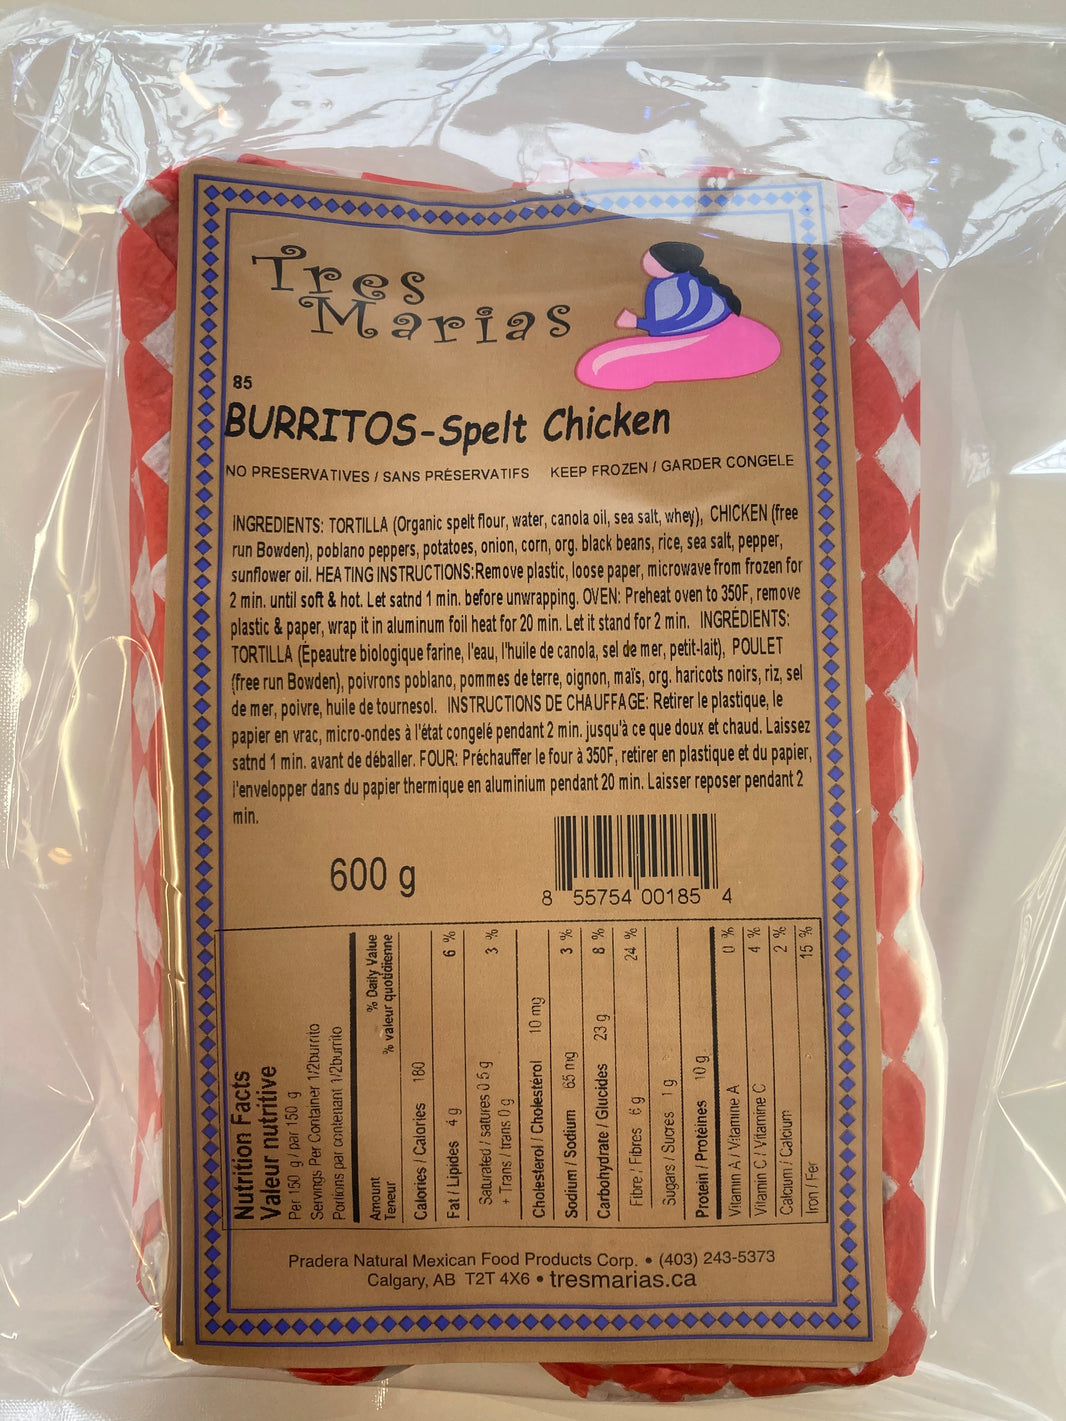 Tres
Marias
85
BURRITOS-Spelt Chicken
NO PRESERVATIVES / SANS PRÉSERVATIFS KEEP FROZEN / GARDER CONGELE
INGREDIENTS: TORTILLA (Organic spelt flour, water, canola oil, sea salt, whey), CHICKEN (free
run Bowden), poblano peppers, potatoes, onion, corn, org. black beans, rice, sea salt, pepper,
sunflower oil. HEATING INSTRUCTIONS:Remove plastic, loose paper, microwave from frozen for
2 min. until soft & hot. Let satnd 1 min. before unwrapping. OVEN: Preheat oven to 350F, remove
plastic & paper, wrap it in aluminum foil heat for 20 min. Let it stand for 2 min. INGRÉDIENTS:
TORTILLA (Épeautre biologique farine, l'eau, l'huile de canola, sel de mer, petit-lait), POULET
(free run Bowden), poivrons poblano, pommes de terre, oignon, maïs, org. haricots noirs, riz, sel
de mer, poivre, huile de tournesol. INSTRUCTIONS DE CHAUFFAGE: Retirer le plastique, le
papier en vrac, micro-ondes à l'état congelé pendant 2 min. jusqu'à ce que doux et chaud. Laissez
satnd 1 min. avant de déballer. FOUR: Préchauffer le four à 350F, retirer en plastique et du papier,
l'envelopper dans du papier thermique en aluminium pendant 20 min. Laisser reposer pendant 2
min.
600 g
8 55754 00185 4
Nutrition Facts
Valeur nutritive
Per 150 g / par 150 g
Servings Per Container 1/2burrito
Portions par contenant 1/2burrito
Amount % Daily Value
Teneur % valeur quotidienne
Calories / Calories 180
Fat / Lipides 4 g 6 %
Saturated / saturés 0.5 g 3 %
+ Trans / trans 0 g
Cholesterol / Cholestérol 10 mg
Sodium / Sodium 65 mg 3 %
Carbohydrate / Glucides 23 g 8 %
Fibre / Fibres 6 g 24 %
Sugars / Sucres 1 g
Protein / Protéines 10 g
Vitamin A / Vitamine A 0 %
Vitamin C / Vitamine C 4 %
Calcium / Calcium 2 %
Iron / Fer 15 %
Pradera Natural Mexican Food Products Corp. • (403) 243-5373
Calgary, AB T2T 4X6 • tresmarias.ca